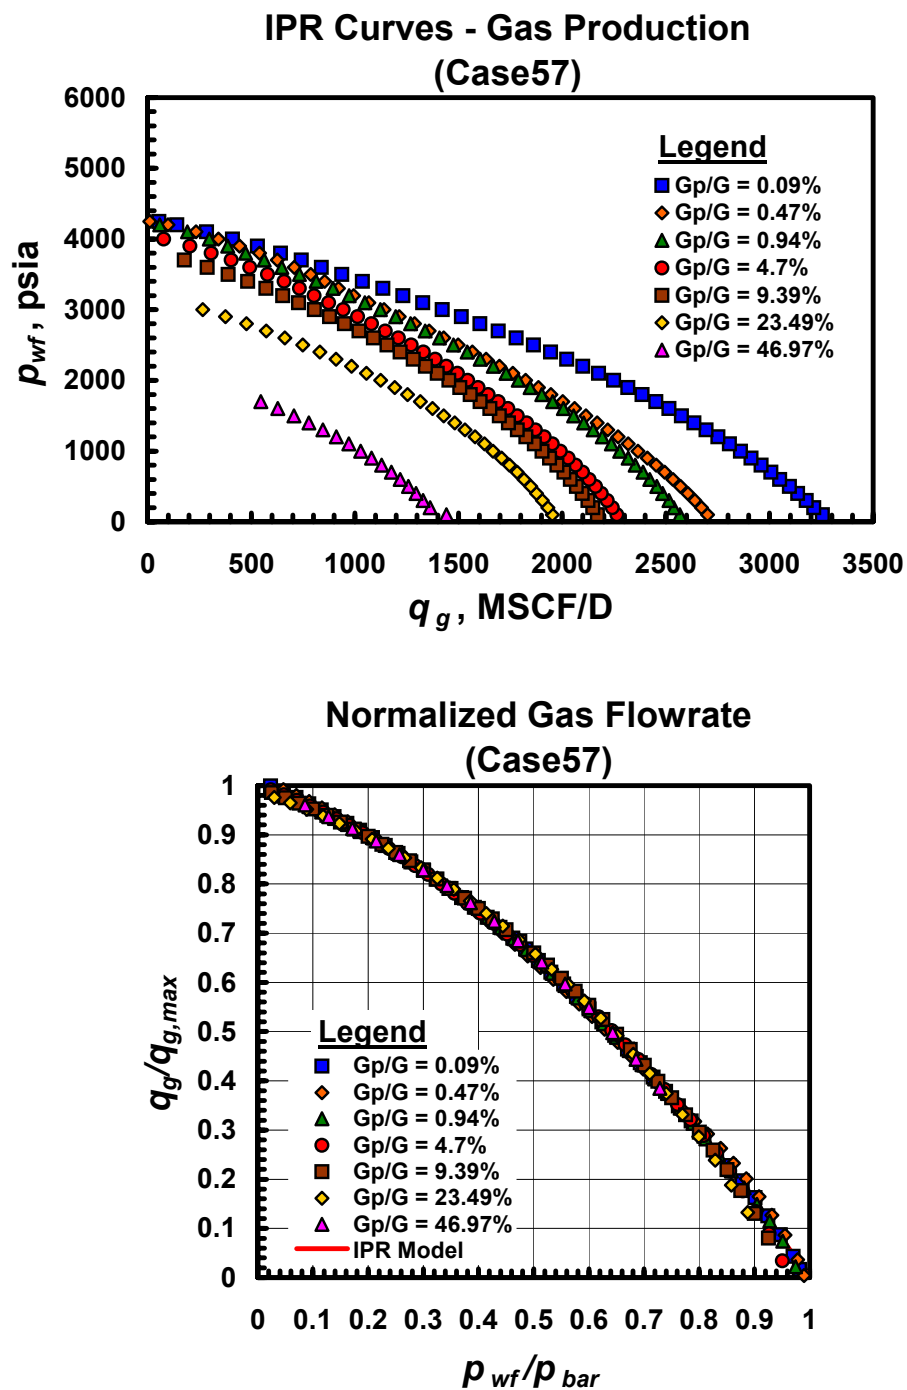 IPR Curves - Gas Production
(Case57)
6000
5000
4000
3000
2000
1000
0
p wf , psia
Legend
Gp/G = 0.09%
Gp/G = 0.47%
Gp/G = 0.94%
Gp/G = 4.7%
Gp/G = 9.39%
Gp/G = 23.49%
Gp/G = 46.97%
0 500 1000 1500 2000 2500 3000 3500
q g , MSCF/D
Normalized Gas Flowrate
(Case57)
1
0.9
0.8
0.7
0.6
0.5
0.4
0.3
0.2
0.1
0
q g /q g,max
Legend
Gp/G = 0.09%
Gp/G = 0.47%
Gp/G = 0.94%
Gp/G = 4.7%
Gp/G = 9.39%
Gp/G = 23.49%
Gp/G = 46.97%
IPR Model
0 0.1 0.2 0.3 0.4 0.5 0.6 0.7 0.8 0.9 1
p wf /p bar